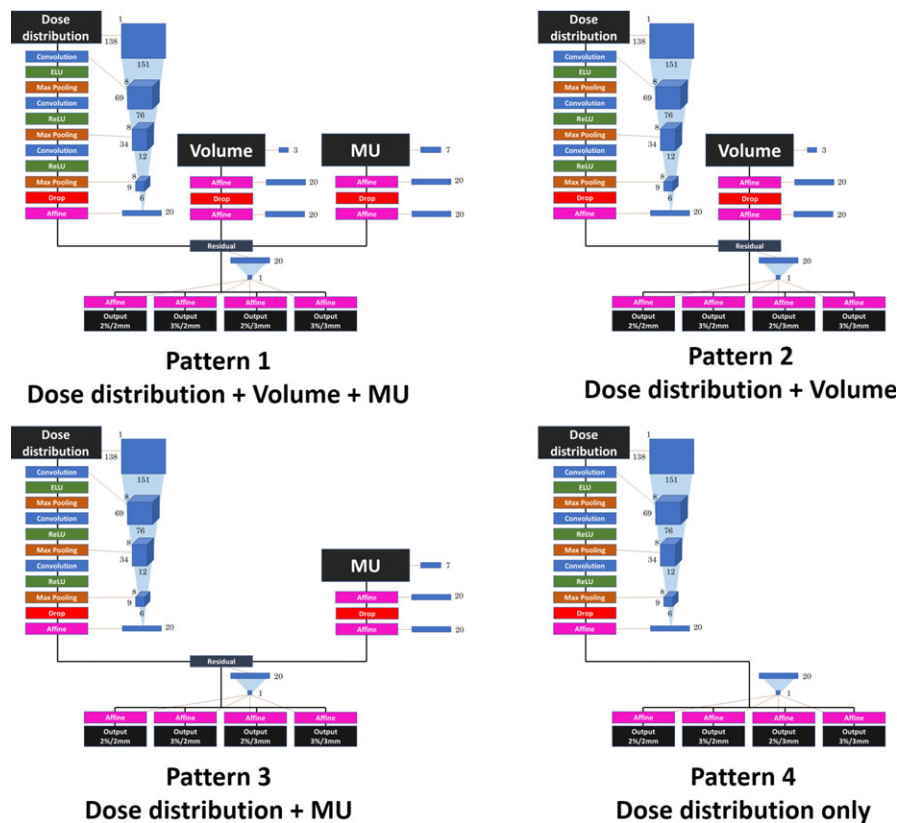 Dose
distribution
1
138
151
Convolution
ELU
Max Pooling
Convolution
ReLU
Max Pooling
Convolution
ReLU
Max Pooling
Drop
Affine
8
69
76
8
34
12
8
9
6
20
Volume
3
Affine
20
Drop
Affine
20
MU
7
Affine
20
Drop
Affine
20
Residual
20
1
Affine
Affine
Affine
Affine
Output
2%/2mm
Output
3%/2mm
Output
2%/3mm
Output
3%/3mm
Pattern 1
Dose distribution + Volume + MU
Dose
distribution
1
138
151
Convolution
ELU
Max Pooling
Convolution
ReLU
Max Pooling
Convolution
ReLU
Max Pooling
Drop
Affine
8
69
76
8
34
12
8
9
6
20
Volume
3
Affine
20
Drop
Affine
20
Residual
20
1
Affine
Affine
Affine
Affine
Output
2%/2mm
Output
3%/2mm
Output
2%/3mm
Output
3%/3mm
Pattern 2
Dose distribution + Volume
Dose
distribution
1
138
151
Convolution
ELU
Max Pooling
Convolution
ReLU
Max Pooling
Convolution
ReLU
Max Pooling
Drop
Affine
8
69
76
8
34
12
8
9
6
20
MU
7
Affine
20
Drop
Affine
20
Residual
20
1
Affine
Affine
Affine
Affine
Output
2%/2mm
Output
3%/2mm
Output
2%/3mm
Output
3%/3mm
Pattern 3
Dose distribution + MU
Dose
distribution
1
138
151
Convolution
ELU
Max Pooling
Convolution
ReLU
Max Pooling
Convolution
ReLU
Max Pooling
Drop
Affine
8
69
76
8
34
12
8
9
6
20
20
1
Affine
Affine
Affine
Affine
Output
2%/2mm
Output
3%/2mm
Output
2%/3mm
Output
3%/3mm
Pattern 4
Dose distribution only